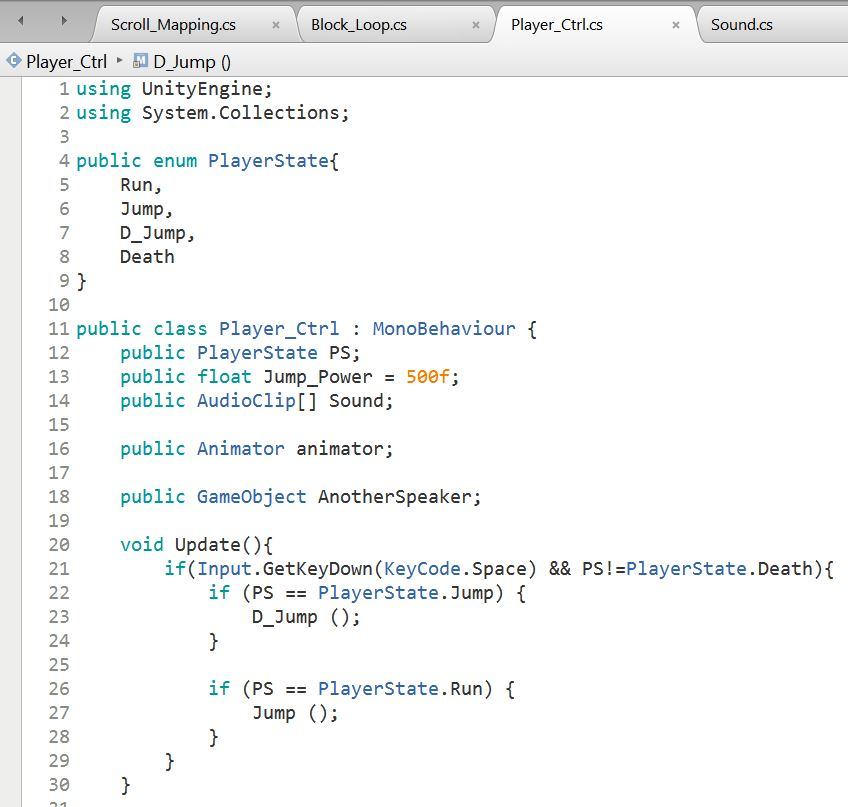 Scroll_Mapping.cs × Block_Loop.cs × Player_Ctrl.cs × Sound.cs
Player_Ctrl ▸ D_Jump ()
1 using UnityEngine;
2 using System.Collections;
3
4 public enum PlayerState{
5     Run,
6     Jump,
7     D_Jump,
8     Death
9 }
10
11 public class Player_Ctrl : MonoBehaviour {
12     public PlayerState PS;
13     public float Jump_Power = 500f;
14     public AudioClip[] Sound;
15
16     public Animator animator;
17
18     public GameObject AnotherSpeaker;
19
20     void Update(){
21         if(Input.GetKeyDown(KeyCode.Space) && PS!=PlayerState.Death){
22             if (PS == PlayerState.Jump) {
23                 D_Jump ();
24             }
25
26             if (PS == PlayerState.Run) {
27                 Jump ();
28             }
29         }
30     }